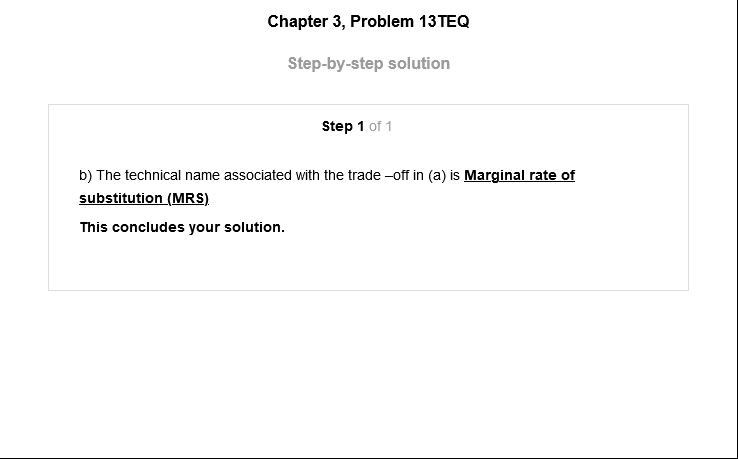 Chapter 3, Problem 13TEQ
Step-by-step solution
Step 1 of 1
b) The technical name associated with the trade –off in (a) is Marginal rate of
substitution (MRS)
This concludes your solution.